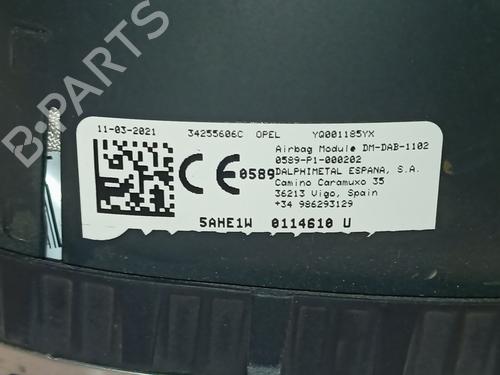 11-03-2021 34255606C OPEL YQ001185YX
Airbag Module DM-DAB-1102
0589-P1-000202
CE 0589 DALPHIMETAL ESPANA, S.A.
Camino Caramuxo 35
36213 Vigo, Spain
+34 986293129
5AHE1W 0114610 U
B-PARTS